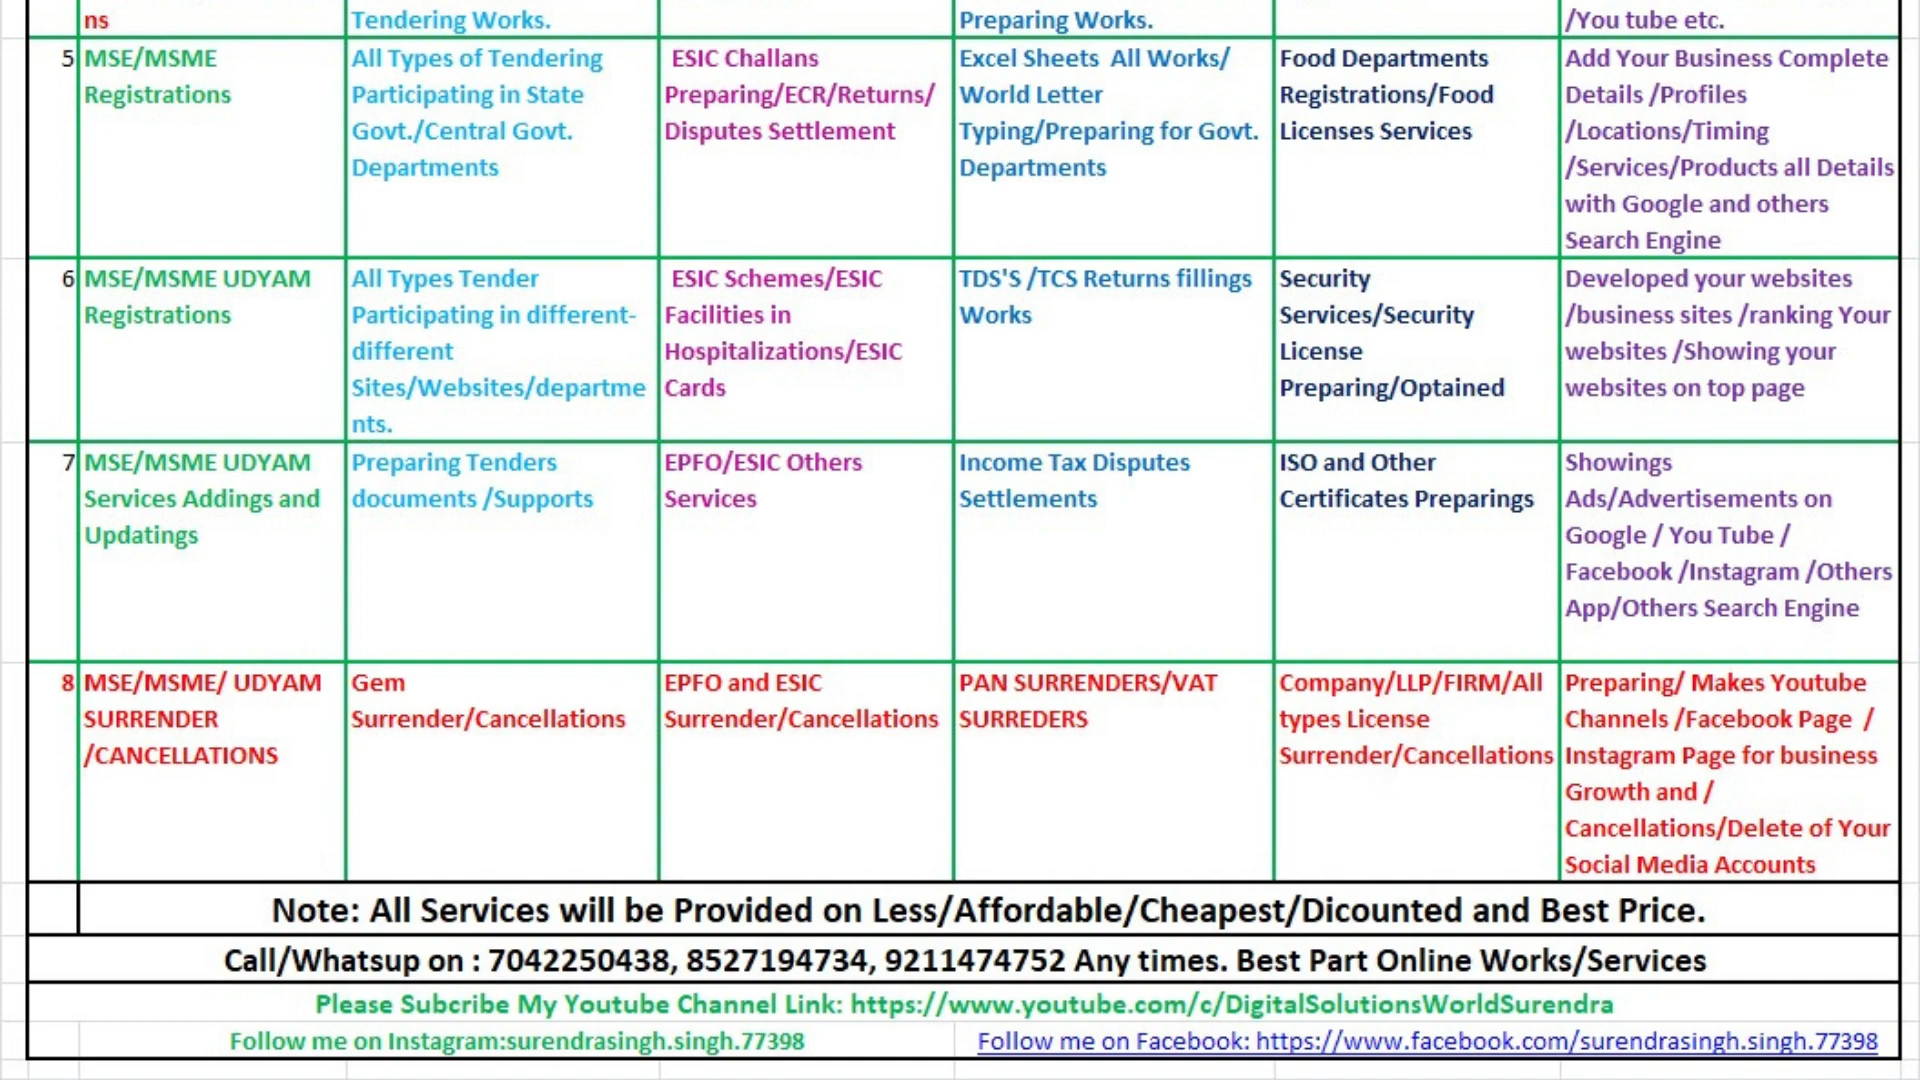 ns
Tendering Works.
Preparing Works.
/You tube etc.
5
MSE/MSME
Registrations
All Types of Tendering
Participating in State
Govt./Central Govt.
Departments
ESIC Challans
Preparing/ECR/Returns/
Disputes Settlement
Excel Sheets  All Works/
World Letter
Typing/Preparing for Govt.
Departments
Food Departments
Registrations/Food
Licenses Services
Add Your Business Complete
Details /Profiles
/Locations/Timing
/Services/Products all Details
with Google and others
Search Engine
6
MSE/MSME UDYAM
Registrations
All Types Tender
Participating in different-
different
Sites/Websites/departme
nts.
ESIC Schemes/ESIC
Facilities in
Hospitalizations/ESIC
Cards
TDS'S /TCS Returns fillings
Works
Security
Services/Security
License
Preparing/Optained
Developed your websites
/business sites /ranking Your
websites /Showing your
websites on top page
7
MSE/MSME UDYAM
Services Addings and
Updatings
Preparing Tenders
documents /Supports
EPFO/ESIC Others
Services
Income Tax Disputes
Settlements
ISO and Other
Certificates Preparings
Showings
Ads/Advertisements on
Google / You Tube /
Facebook /Instagram /Others
App/Others Search Engine
8
MSE/MSME/ UDYAM
SURRENDER
/CANCELLATIONS
Gem
Surrender/Cancellations
EPFO and ESIC
Surrender/Cancellations
PAN SURRENDERS/VAT
SURREDERS
Company/LLP/FIRM/All
types License
Surrender/Cancellations
Preparing/ Makes Youtube
Channels /Facebook Page  /
Instagram Page for business
Growth and /
Cancellations/Delete of Your
Social Media Accounts
Note: All Services will be Provided on Less/Affordable/Cheapest/Dicounted and Best Price.
Call/Whatsup on : 7042250438, 8527194734, 9211474752 Any times. Best Part Online Works/Services
Please Subcribe My Youtube Channel Link: https://www.youtube.com/c/DigitalSolutionsWorldSurendra
Follow me on Instagram:surendrasingh.singh.77398
Follow me on Facebook: https://www.facebook.com/surendrasingh.singh.77398